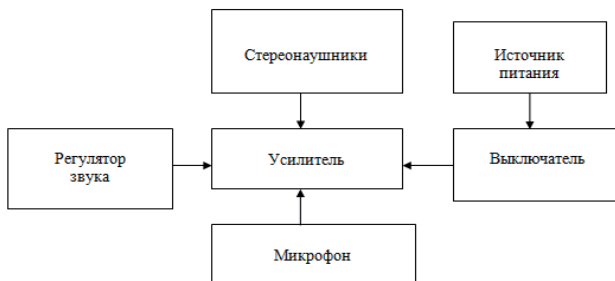 Стереонаушники
Источник
питания
Регулятор
звука
Усилитель
Выключатель
Микрофон